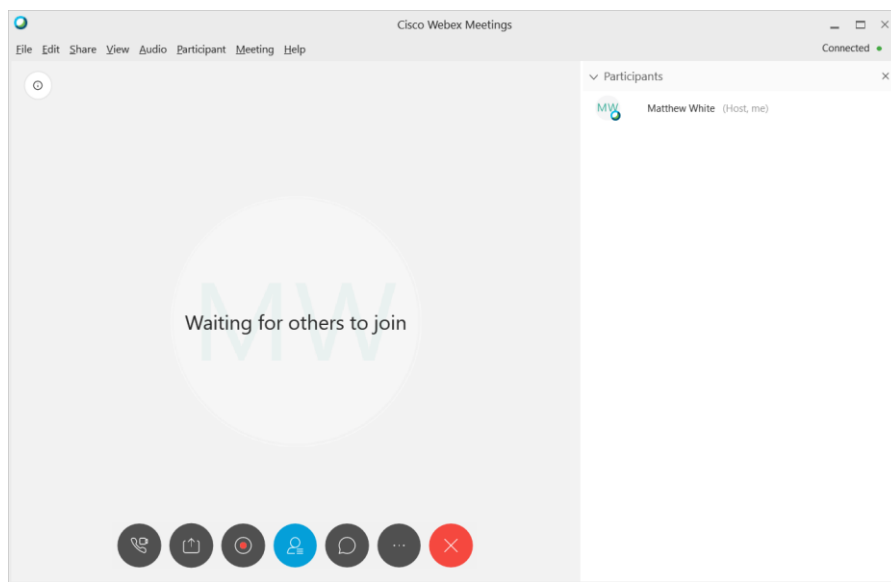 Cisco Webex Meetings
File Edit Share View Audio Participant Meeting Help
Connected
Participants
MW
Matthew White (Host, me)
MW
Waiting for others to join